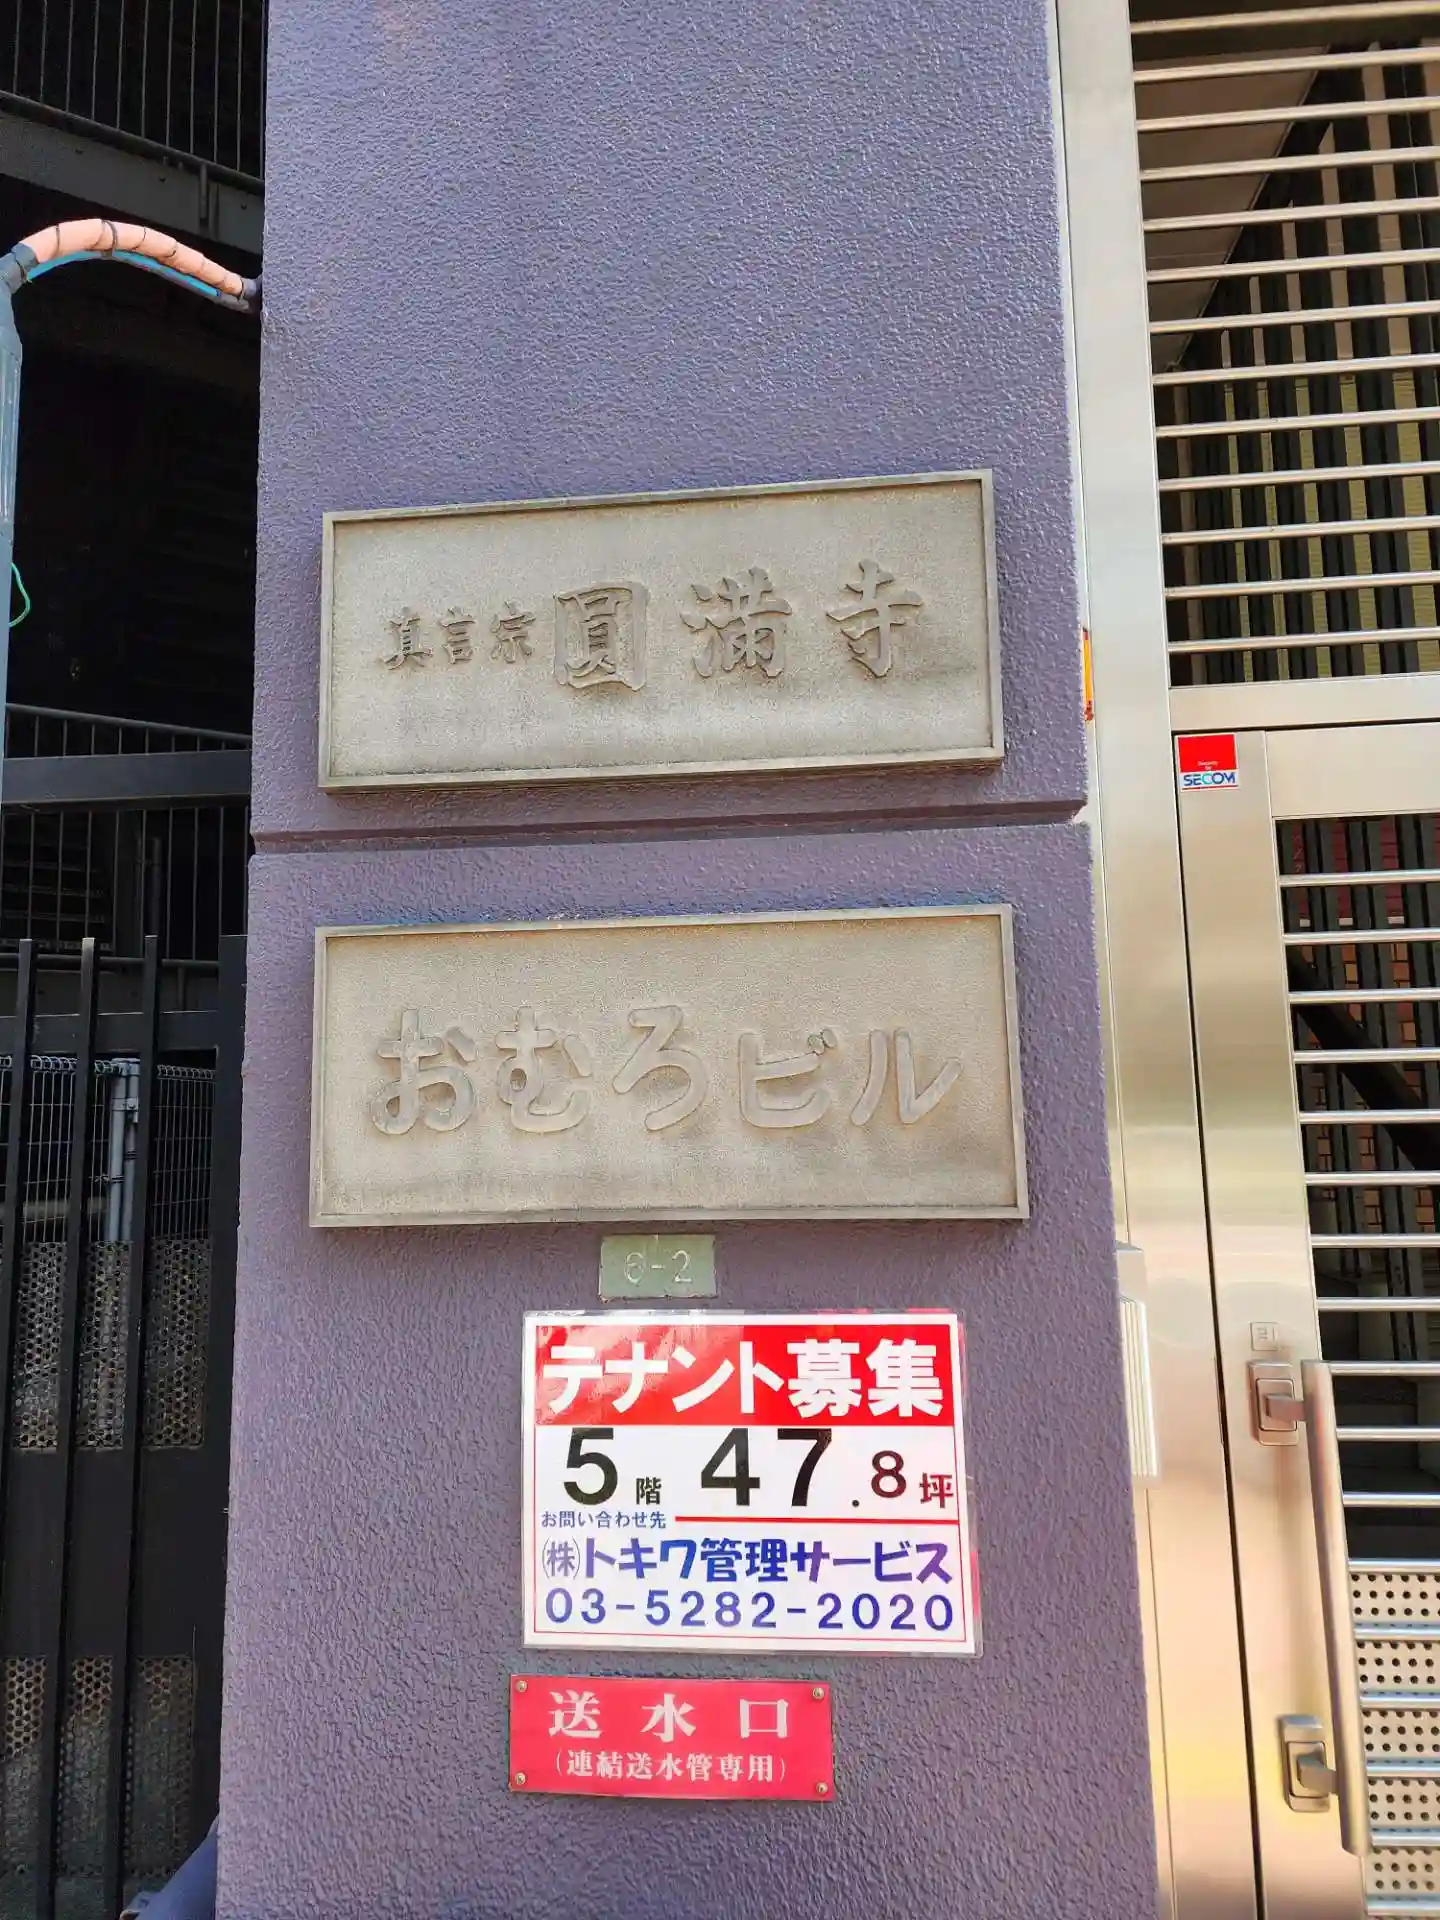 真言宗 圓満寺
Security by
SECOM
おむろビル
6-2
テナント募集
5階 47.8坪
お問い合わせ先
㈱トキワ管理サービス
03-5282-2020
送水口
(連結送水管専用)